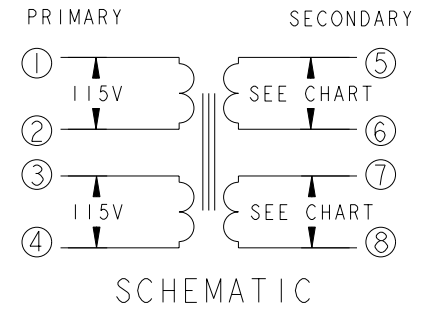 PRIMARY SECONDARY
1 5
115V SEE CHART
2 6
3 7
115V SEE CHART
4 8
SCHEMATIC